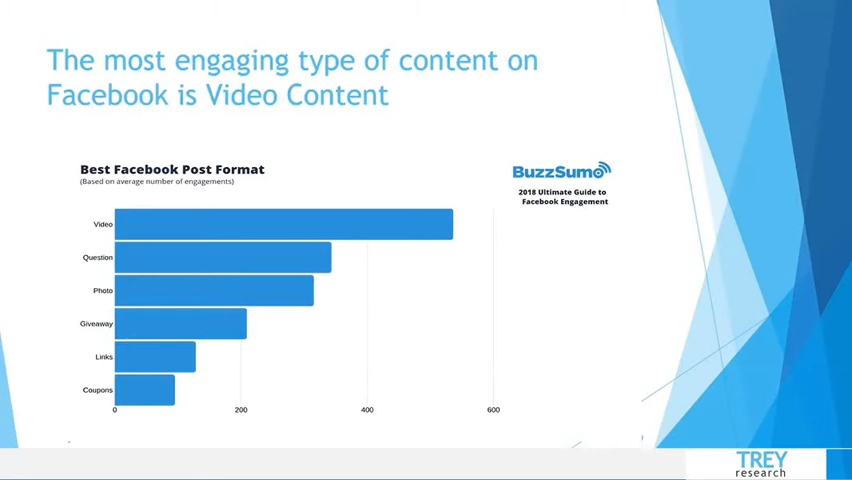 The most engaging type of content on
Facebook is Video Content
Best Facebook Post Format
(Based on average number of engagements)
BuzzSumo
2018 Ultimate Guide to
Facebook Engagement
Video
Question
Photo
Giveaway
Links
Coupons
0 200 400 600
TREY
research